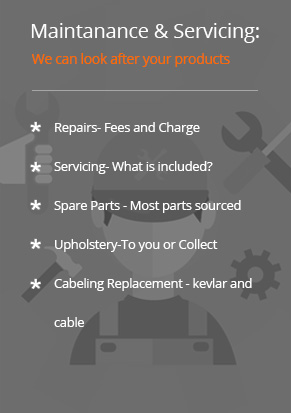 Maintanance & Servicing:
We can look after your products
* Repairs- Fees and Charge
* Servicing- What is included?
* Spare Parts - Most parts sourced
* Upholstery-To you or Collect
* Cabeling Replacement - kevlar and
cable